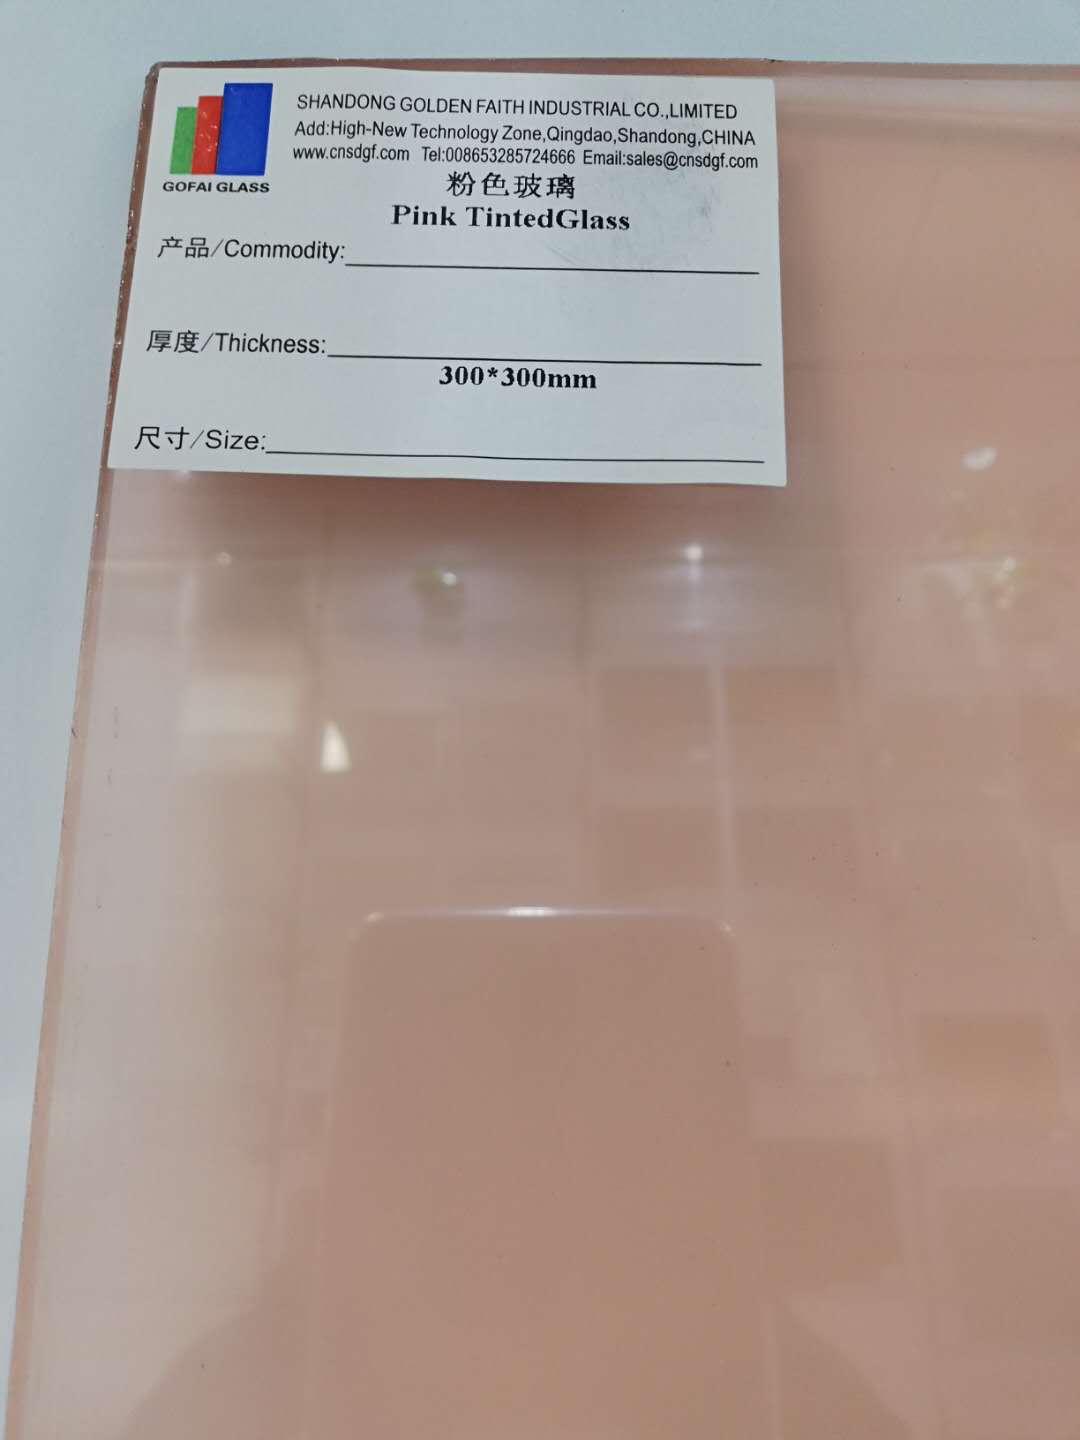 GOFAI GLASS
SHANDONG GOLDEN FAITH INDUSTRIAL CO.,LIMITED
Add:High-New Technology Zone,Qingdao,Shandong,CHINA
www.cnsdgf.com Tel:008653285724666 Email:sales@cnsdgf.com
粉色玻璃
Pink TintedGlass
产品/Commodity:
厚度/Thickness:
300*300mm
尺寸/Size: